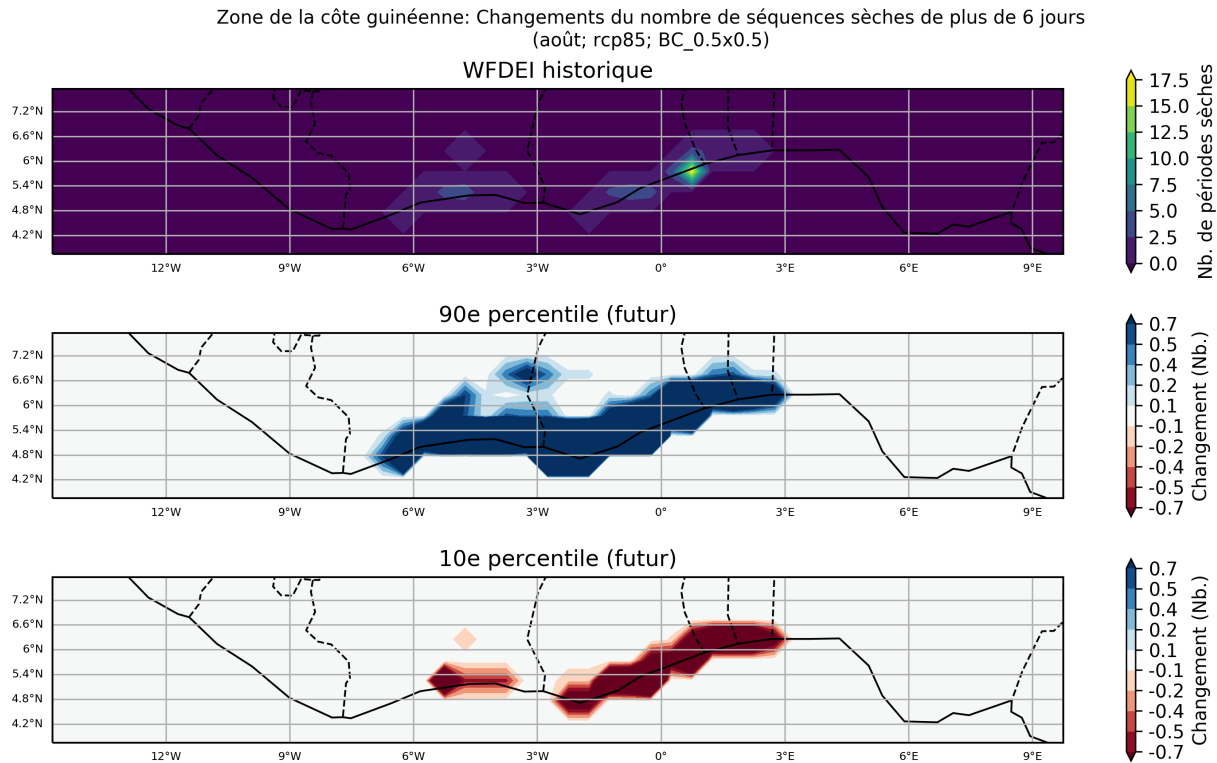 Zone de la côte guinéenne: Changements du nombre de séquences sèches de plus de 6 jours
(août; rcp85; BC_0.5x0.5)
WFDEI historique
7.2°N
6.6°N
6°N
5.4°N
4.8°N
4.2°N
12°W 9°W 6°W 3°W 0° 3°E 6°E 9°E
17.5
15.0
12.5
10.0
7.5
5.0
2.5
0.0
Nb. de périodes sèches
90e percentile (futur)
7.2°N
6.6°N
6°N
5.4°N
4.8°N
4.2°N
12°W 9°W 6°W 3°W 0° 3°E 6°E 9°E
0.7
0.5
0.4
0.2
0.1
-0.1
-0.2
-0.4
-0.5
-0.7
Changement (Nb.)
10e percentile (futur)
7.2°N
6.6°N
6°N
5.4°N
4.8°N
4.2°N
12°W 9°W 6°W 3°W 0° 3°E 6°E 9°E
0.7
0.5
0.4
0.2
0.1
-0.1
-0.2
-0.4
-0.5
-0.7
Changement (Nb.)